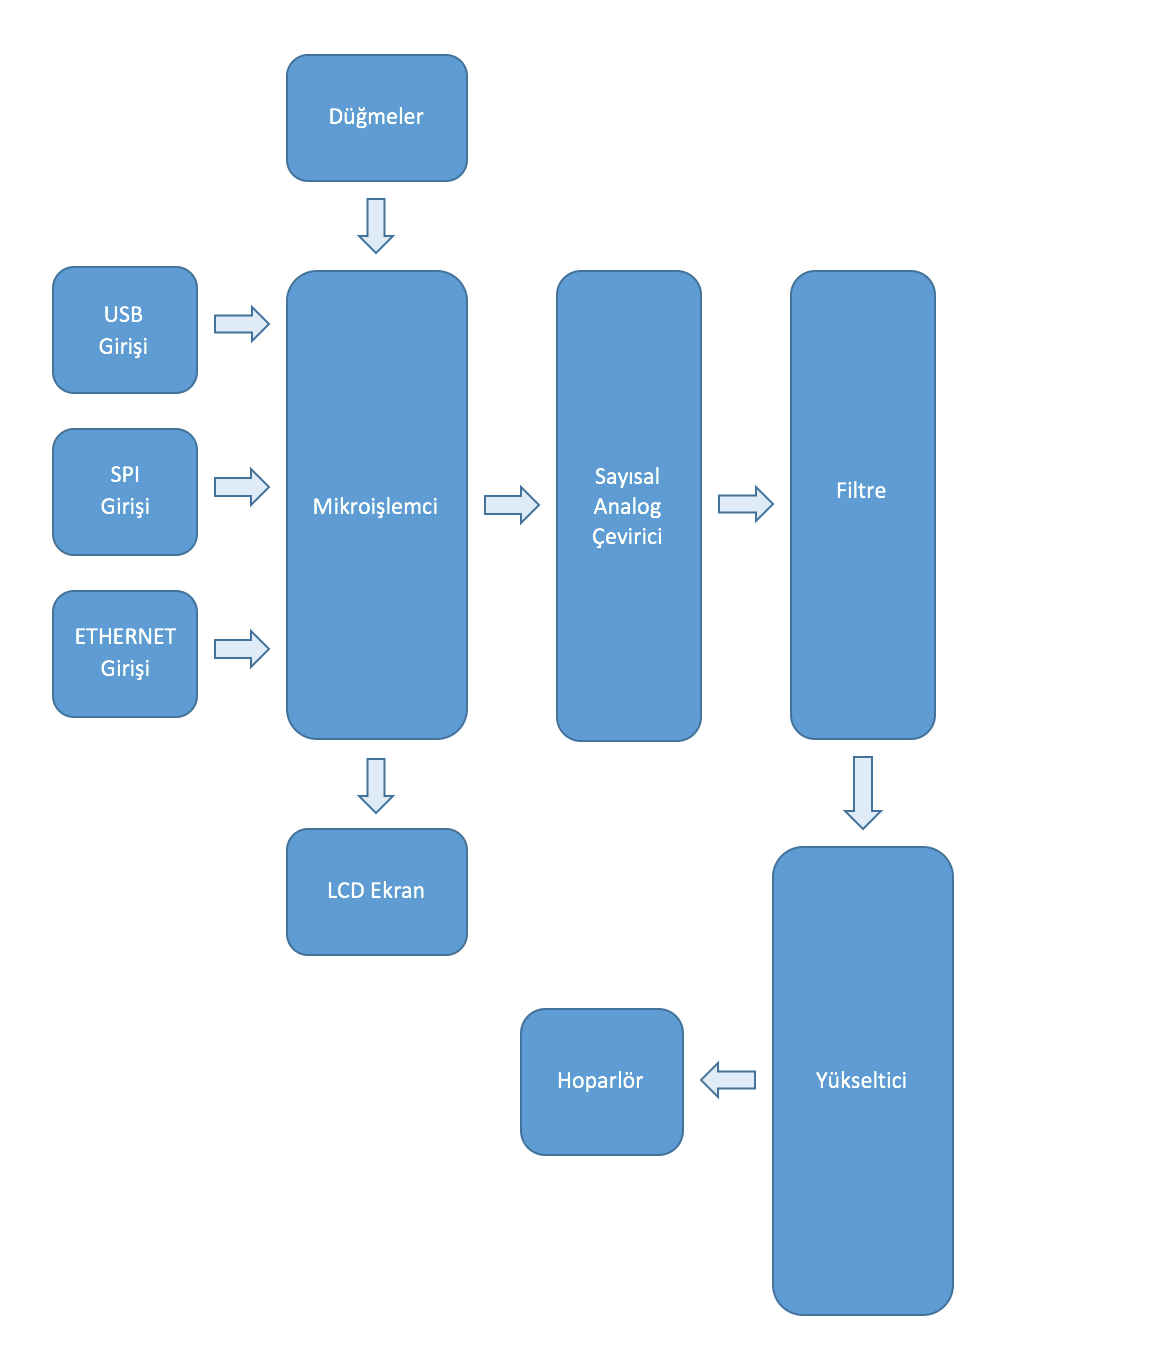 Düğmeler
USB
Girişi
SPI
Girişi
ETHERNET
Girişi
Mikroişlemci
Sayısal
Analog
Çevirici
Filtre
LCD Ekran
Hoparlör
Yükseltici